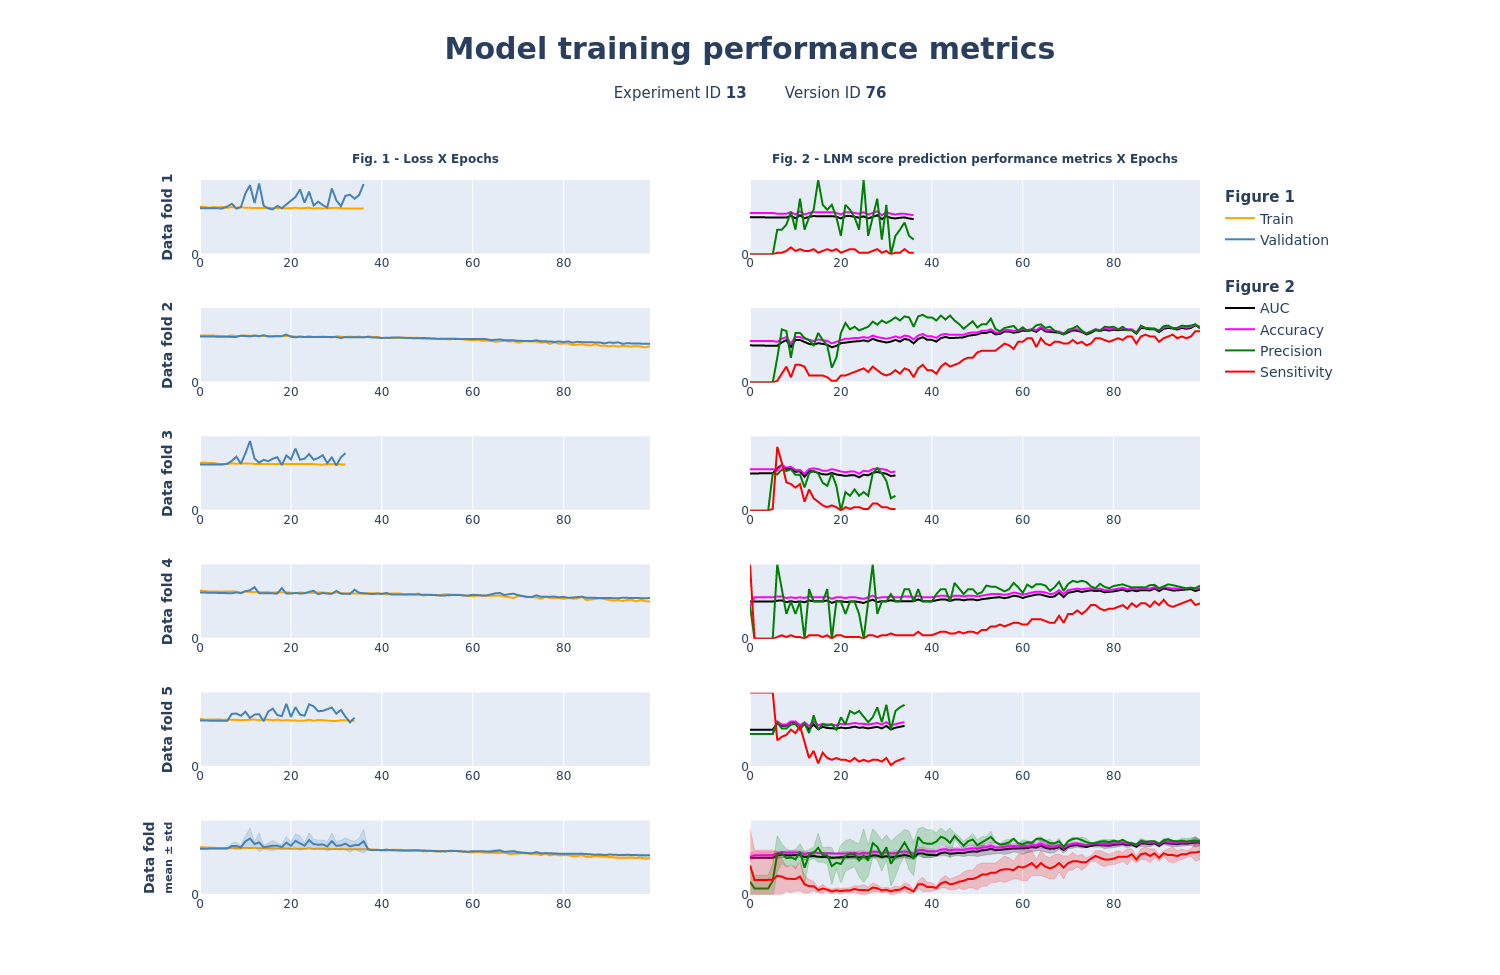 Model training performance metrics
Experiment ID 13 Version ID 76
Fig. 1 - Loss X Epochs
Fig. 2 - LNM score prediction performance metrics X Epochs
Data fold 1
0
0 20 40 60 80
0
0 20 40 60 80
Figure 1
Train
Validation
Figure 2
AUC
Accuracy
Precision
Sensitivity
Data fold 2
0
0 20 40 60 80
0
0 20 40 60 80
Data fold 3
0
0 20 40 60 80
0
0 20 40 60 80
Data fold 4
0
0 20 40 60 80
0
0 20 40 60 80
Data fold 5
0
0 20 40 60 80
0
0 20 40 60 80
Data fold
mean ± std
0
0 20 40 60 80
0
0 20 40 60 80